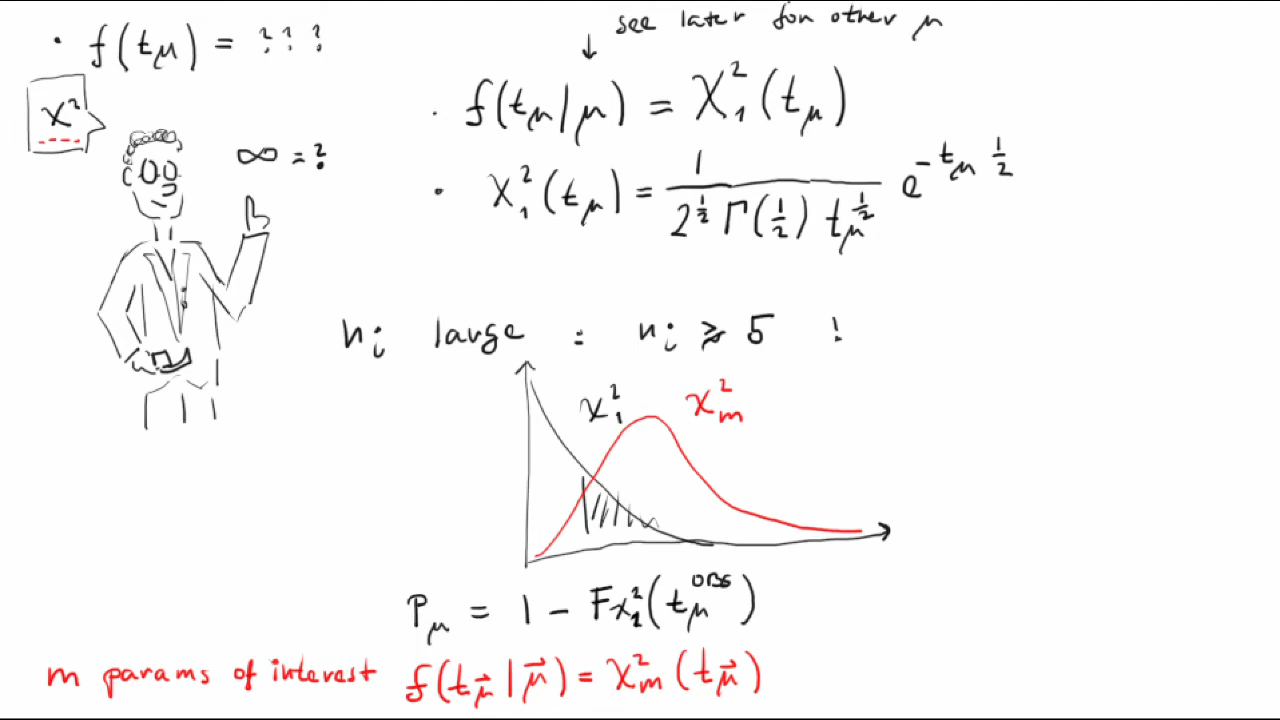 see later for other μ
• f(tμ) = ???
χ²
∞ = ?
• f(tμ|μ) = χ²₁(tμ)
• χ²₁(tμ) = 1 / (2^½ Γ(½) tμ^½) e^(-tμ ½)
ni large : ni ⩾ 5 !
χ²₁
χ²m
Pμ = 1 - Fχ²₁(tμ^OBS)
m params of interest f(tμ⃗|μ⃗) = χ²m(tμ⃗)